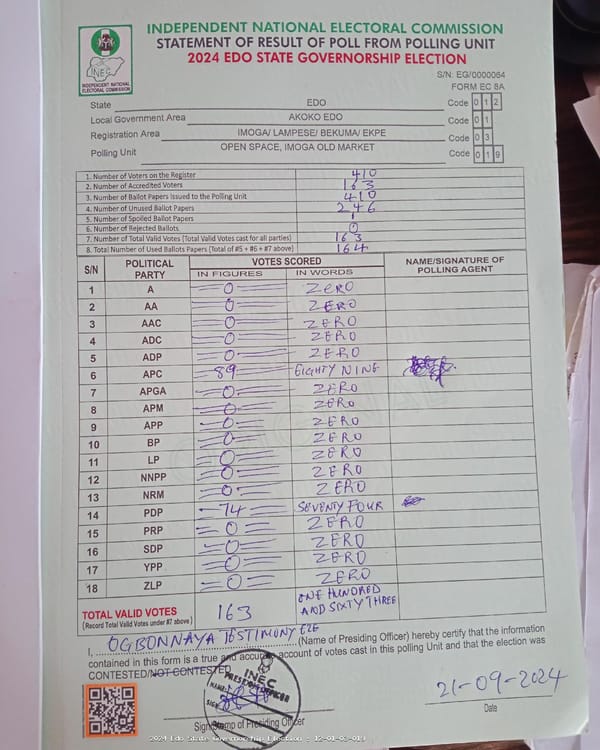 INDEPENDENT NATIONAL ELECTORAL COMMISSION
STATEMENT OF RESULT OF POLL FROM POLLING UNIT
2024 EDO STATE GOVERNORSHIP ELECTION
INEC
INDEPENDENT NATIONAL ELECTORAL COMMISSION
S/N: EG/0000064
FORM EC 8A
State EDO Code 0 1 2
Local Government Area AKOKO EDO Code 0 1
Registration Area IMOGA/ LAMPESE/ BEKUMA/ EKPE Code 0 3
Polling Unit OPEN SPACE, IMOGA OLD MARKET Code 0 1 9
1. Number of Voters on the Register 410
2. Number of Accredited Voters 163
3. Number of Ballot Papers Issued to the Polling Unit 410
4. Number of Unused Ballot Papers 246
5. Number of Spoiled Ballot Papers 1
6. Number of Rejected Ballots 0
7. Number of Total Valid Votes (Total Valid Votes cast for all parties) 163
8. Total Number of Used Ballots Papers (Total of #5 + #6 + #7 above) 164
S/N POLITICAL PARTY VOTES SCORED NAME/SIGNATURE OF POLLING AGENT
IN FIGURES IN WORDS
1 A 0 ZERO
2 AA 0 ZERO
3 AAC 0 ZERO
4 ADC 0 ZERO
5 ADP 0 ZERO
6 APC 89 EIGHTY NINE
7 APGA 0 ZERO
8 APM 0 ZERO
9 APP 0 ZERO
10 BP 0 ZERO
11 LP 0 ZERO
12 NNPP 0 ZERO
13 NRM 0 ZERO
14 PDP 74 SEVENTY FOUR
15 PRP 0 ZERO
16 SDP 0 ZERO
17 YPP 0 ZERO
18 ZLP 0 ZERO
TOTAL VALID VOTES 163 ONE HUNDRED AND SIXTY THREE
(Record Total Valid Votes under #7 above)
I, OGBONNAYA TESTIMONY EZE (Name of Presiding Officer) hereby certify that the information
contained in this form is a true and accurate account of votes cast in this polling Unit and that the election was
CONTESTED/NOT CONTESTED
INEC
PRESIDING OFFICER
NAME:
SIGN:
21-09-2024
Sign/Stamp of Presiding Officer
Date
2024 Edo State Governorship Election - 12-01-03-019